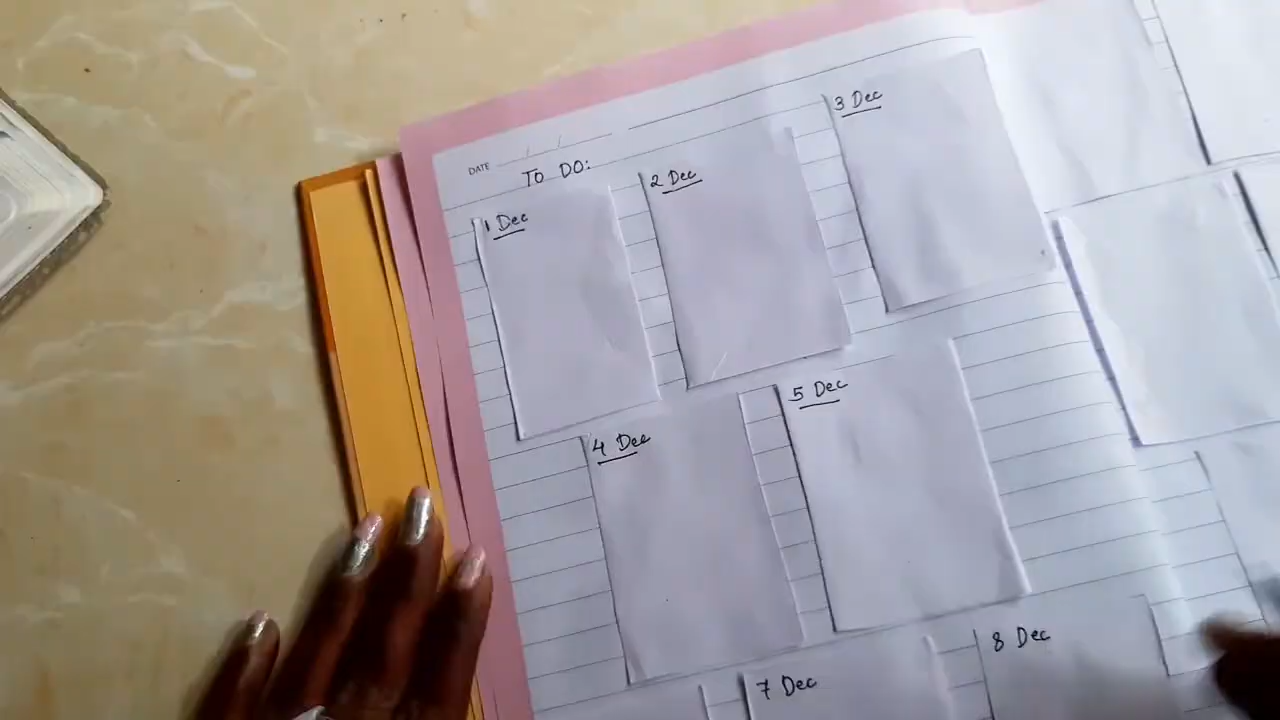 DATE / /
TO DO:
1 Dec
2 Dec
3 Dec
4 Dec
5 Dec
7 Dec
8 Dec